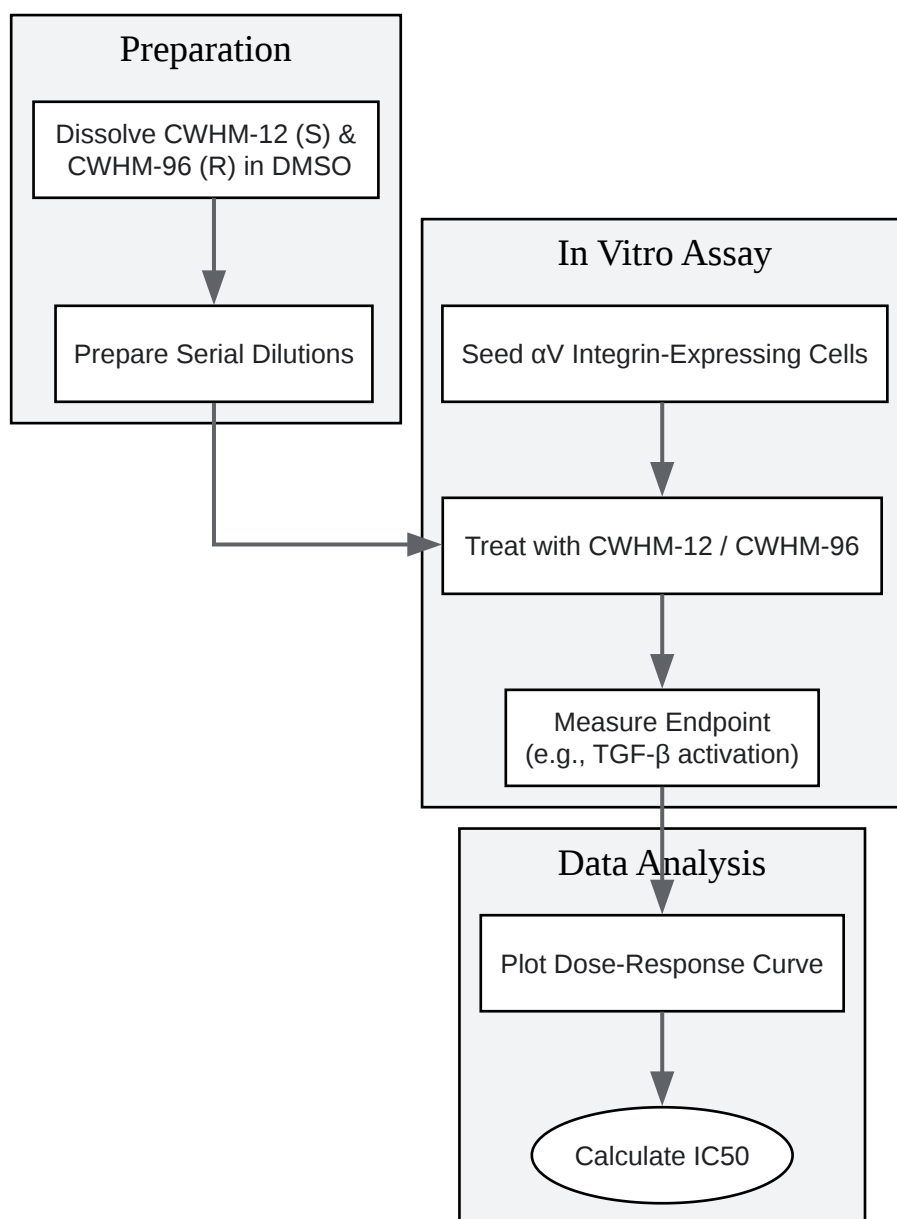 Preparation
Dissolve CWHM-12 (S) &
CWHM-96 (R) in DMSO
Prepare Serial Dilutions
In Vitro Assay
Seed αV Integrin-Expressing Cells
Treat with CWHM-12 / CWHM-96
Measure Endpoint
(e.g., TGF-β activation)
Data Analysis
Plot Dose-Response Curve
Calculate IC50